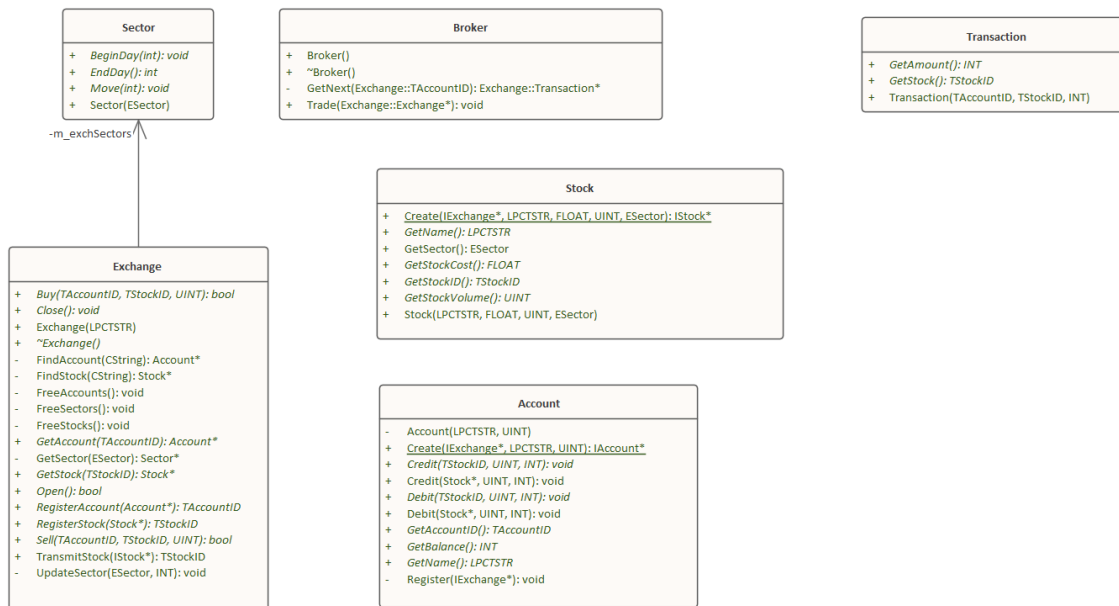 Sector
+ BeginDay(int): void
+ EndDay(): int
+ Move(int): void
+ Sector(ESector)
-m_exchSectors
Broker
+ Broker()
+ ~Broker()
- GetNext(Exchange::TAccountID): Exchange::Transaction*
+ Trade(Exchange::Exchange*): void
Transaction
+ GetAmount(): INT
+ GetStock(): TStockID
+ Transaction(TAccountID, TStockID, INT)
Stock
+ Create(IExchange*, LPCTSTR, FLOAT, UINT, ESector): IStock*
+ GetName(): LPCTSTR
+ GetSector(): ESector
+ GetStockCost(): FLOAT
+ GetStockID(): TStockID
+ GetStockVolume(): UINT
+ Stock(LPCTSTR, FLOAT, UINT, ESector)
Exchange
+ Buy(TAccountID, TStockID, UINT): bool
+ Close(): void
+ Exchange(LPCTSTR)
+ ~Exchange()
- FindAccount(CString): Account*
- FindStock(CString): Stock*
- FreeAccounts(): void
- FreeSectors(): void
- FreeStocks(): void
+ GetAccount(TAccountID): Account*
- GetSector(ESector): Sector*
+ GetStock(TStockID): Stock*
+ Open(): bool
+ RegisterAccount(Account*): TAccountID
+ RegisterStock(Stock*): TStockID
+ Sell(TAccountID, TStockID, UINT): bool
+ TransmitStock(IStock*): TStockID
- UpdateSector(ESector, INT): void
Account
- Account(LPCTSTR, UINT)
+ Create(IExchange*, LPCTSTR, UINT): IAccount*
+ Credit(TStockID, UINT, INT): void
+ Credit(Stock*, UINT, INT): void
+ Debit(TStockID, UINT, INT): void
+ Debit(Stock*, UINT, INT): void
+ GetAccountID(): TAccountID
+ GetBalance(): INT
+ GetName(): LPCTSTR
- Register(IExchange*): void